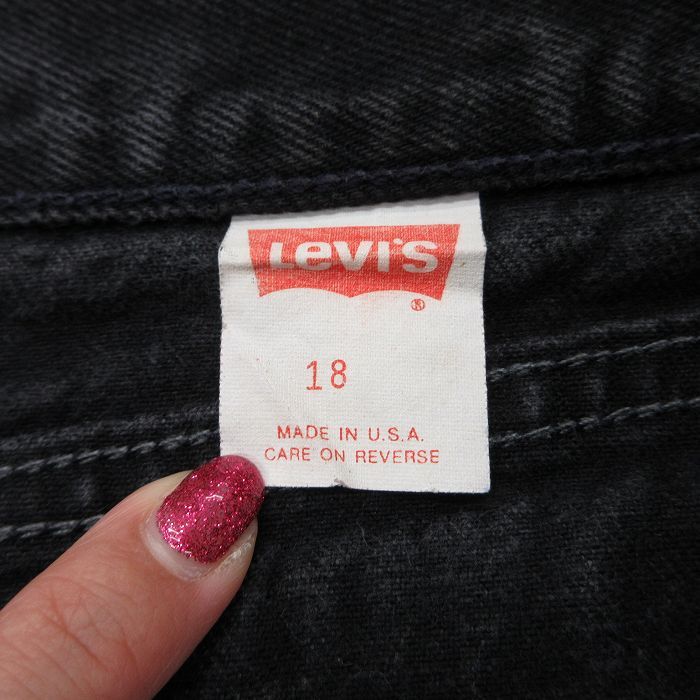 Levi's
®
18
MADE IN U.S.A.
CARE ON REVERSE